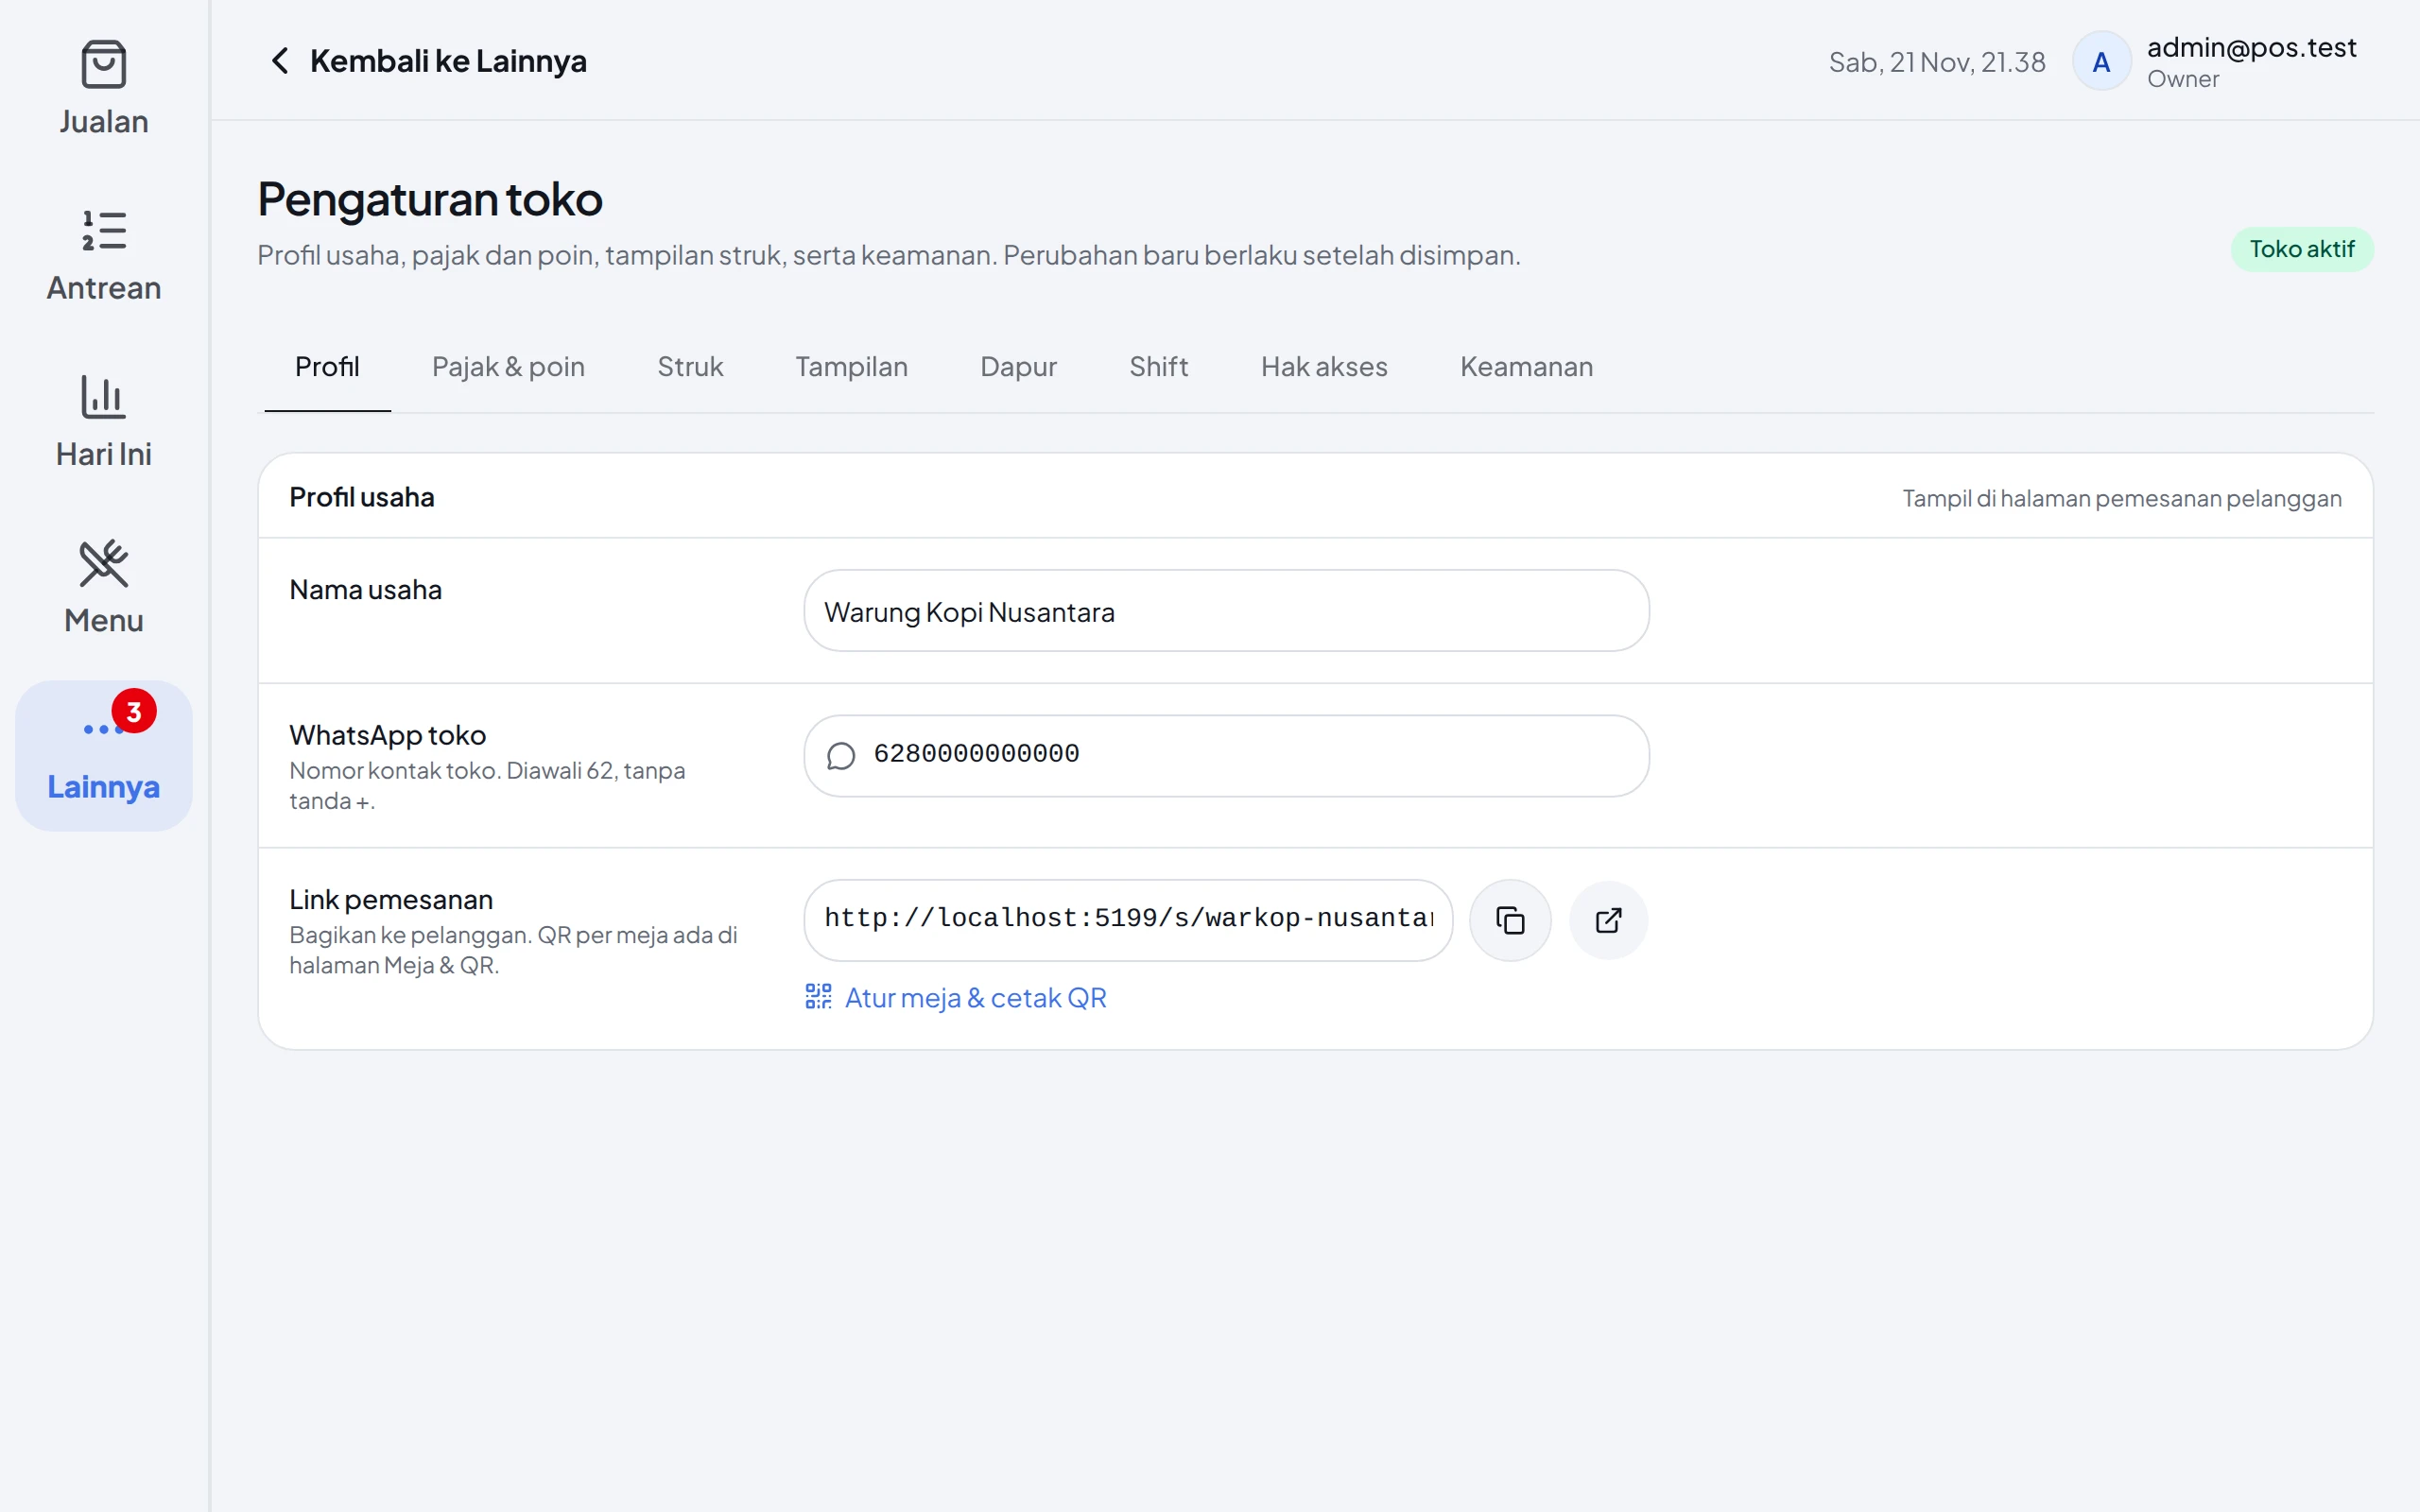 Jualan
Antrean
Hari Ini
Menu
3
Lainnya
Kembali ke Lainnya
Sab, 21 Nov, 21.38
A
admin@pos.test
Owner
Pengaturan toko
Profil usaha, pajak dan poin, tampilan struk, serta keamanan. Perubahan baru berlaku setelah disimpan.
Toko aktif
Profil
Pajak & poin
Struk
Tampilan
Dapur
Shift
Hak akses
Keamanan
Profil usaha
Tampil di halaman pemesanan pelanggan
Nama usaha
Warung Kopi Nusantara
WhatsApp toko
Nomor kontak toko. Diawali 62, tanpa
tanda +.
6280000000000
Link pemesanan
Bagikan ke pelanggan. QR per meja ada di
halaman Meja & QR.
http://localhost:5199/s/warkop-nusanta
Atur meja & cetak QR